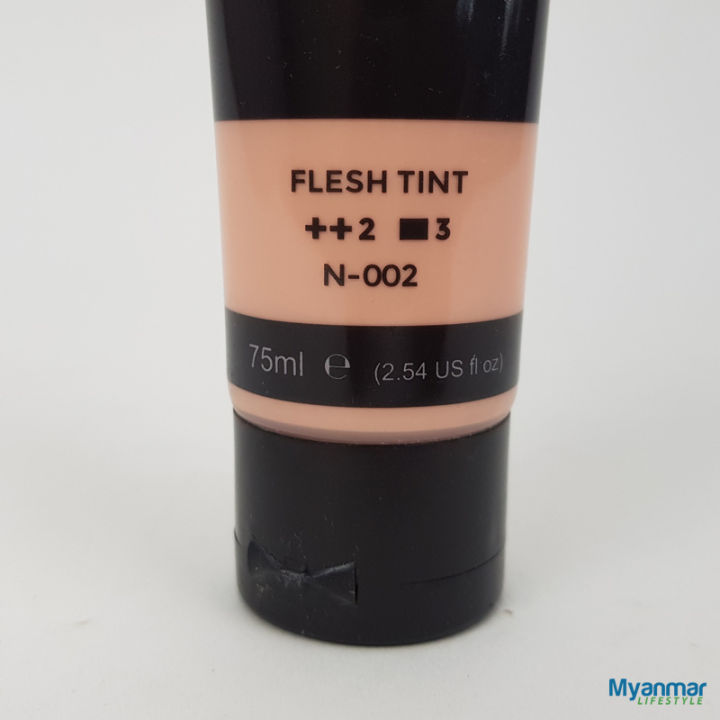 FLESH TINT
++2 ■3
N-002
75ml ℮ (2.54 US fl oz)
Myanmar
LIFESTYLE